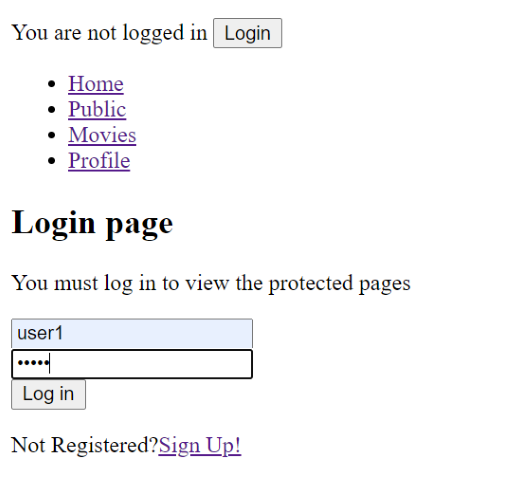 You are not logged in Login
Home
Public
Movies
Profile
Login page
You must log in to view the protected pages
user1
•••••
Log in
Not Registered?Sign Up!